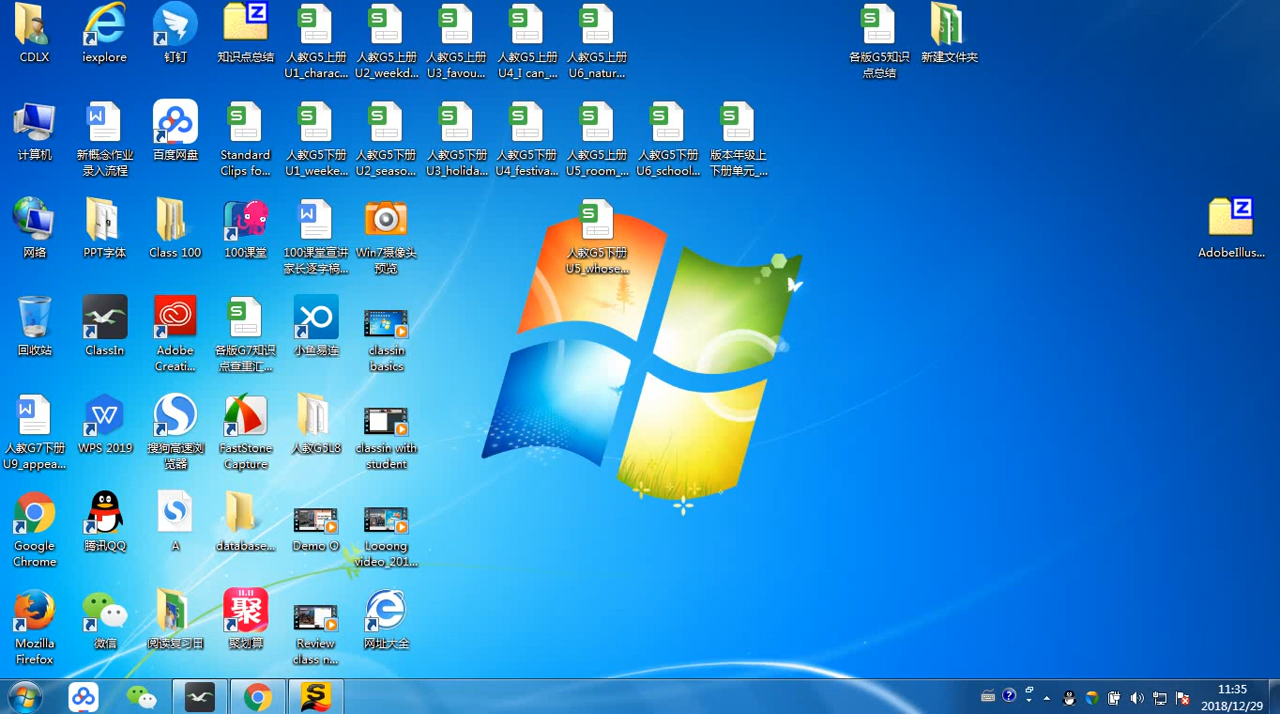 CDLX
iexplore
钉钉
知识点总结
人教G5上册
U1_charac...
人教G5上册
U2_weekd...
人教G5上册
U3_favou...
人教G5上册
U4_I can_...
人教G5上册
U6_natur...
各版G5知识
点总结
新建文件夹
计算机
新概念作业
录入流程
百度网盘
Standard
Clips fo...
人教G5下册
U1_weeke...
人教G5下册
U2_seaso...
人教G5下册
U3_holida...
人教G5下册
U4_festiva...
人教G5上册
U5_room_...
人教G5下册
U6_school...
版本年级上
下册单元_...
网络
PPT字体
Class 100
100课堂
100课堂宣讲
家长逐字稿...
Win7摄像头
预览
人教G5下册
U5_whose...
AdobeIllus...
回收站
ClassIn
Adobe
Creati...
各版G7知识
点查重汇...
小鱼易连
classin
basics
人教G7下册
U9_appea...
WPS 2019
搜狗高速浏
览器
FastStone
Capture
人教G5L8
classin with
student
Google
Chrome
腾讯QQ
A
database...
Demo O
Looong
video_201...
Mozilla
Firefox
微信
阅读复习田
11.11
聚
聚划算
Review
class n...
网址大全
11:35
2018/12/29